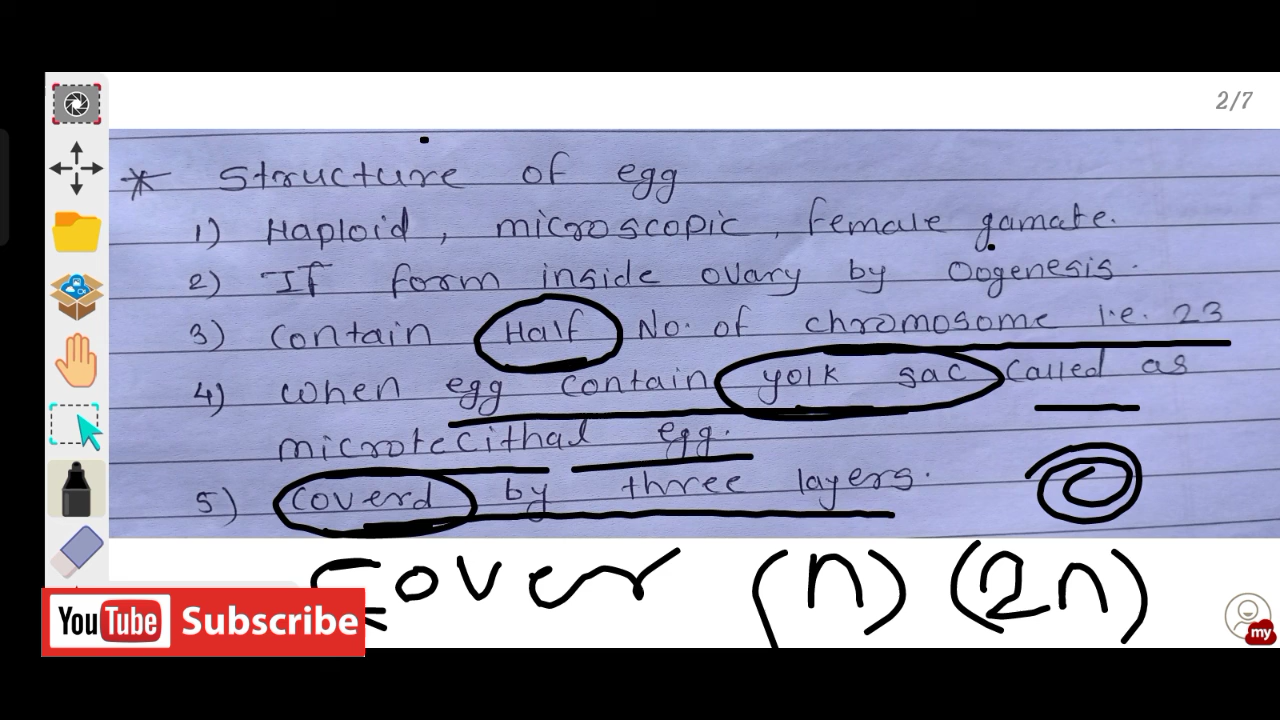 2/7
* Structure of egg
1) Haploid, microscopic, female gamate.
2) It form inside ovary by Oogenesis.
3) contain Half No. of chromosome i.e. 23
4) When egg contain yolk sac called as
microtecithal egg.
5) Coverd by three layers.
Cover (n) (2n)
YouTube Subscribe
my